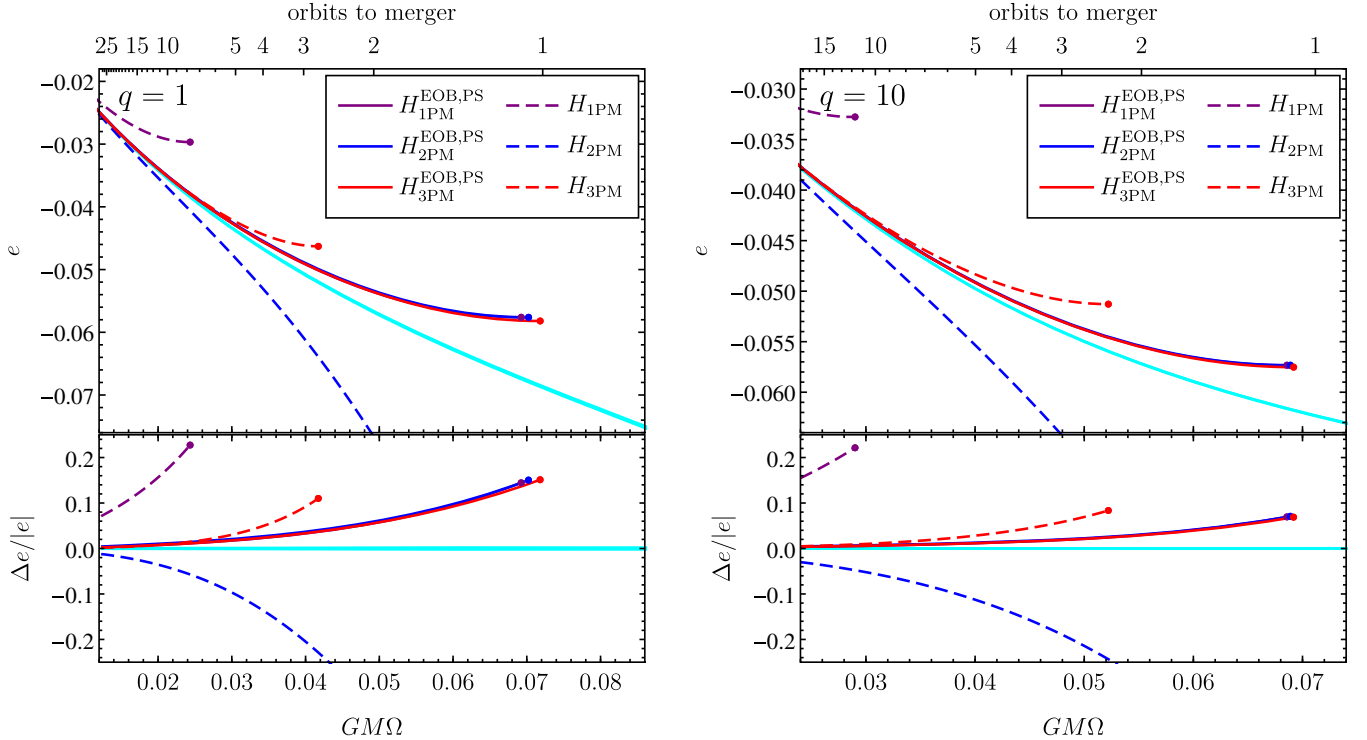 orbits to merger
25 15 10 5 4 3 2 1
q = 1
H_{1PM}^{EOB,PS} H_{1PM}
H_{2PM}^{EOB,PS} H_{2PM}
H_{3PM}^{EOB,PS} H_{3PM}
e
−0.02
−0.03
−0.04
−0.05
−0.06
−0.07
Δe/|e|
0.2
0.1
0.0
−0.1
−0.2
0.02 0.03 0.04 0.05 0.06 0.07 0.08
GMΩ
orbits to merger
15 10 5 4 3 2 1
q = 10
H_{1PM}^{EOB,PS} H_{1PM}
H_{2PM}^{EOB,PS} H_{2PM}
H_{3PM}^{EOB,PS} H_{3PM}
e
−0.030
−0.035
−0.040
−0.045
−0.050
−0.055
−0.060
Δe/|e|
0.2
0.1
0.0
−0.1
−0.2
0.03 0.04 0.05 0.06 0.07
GMΩ